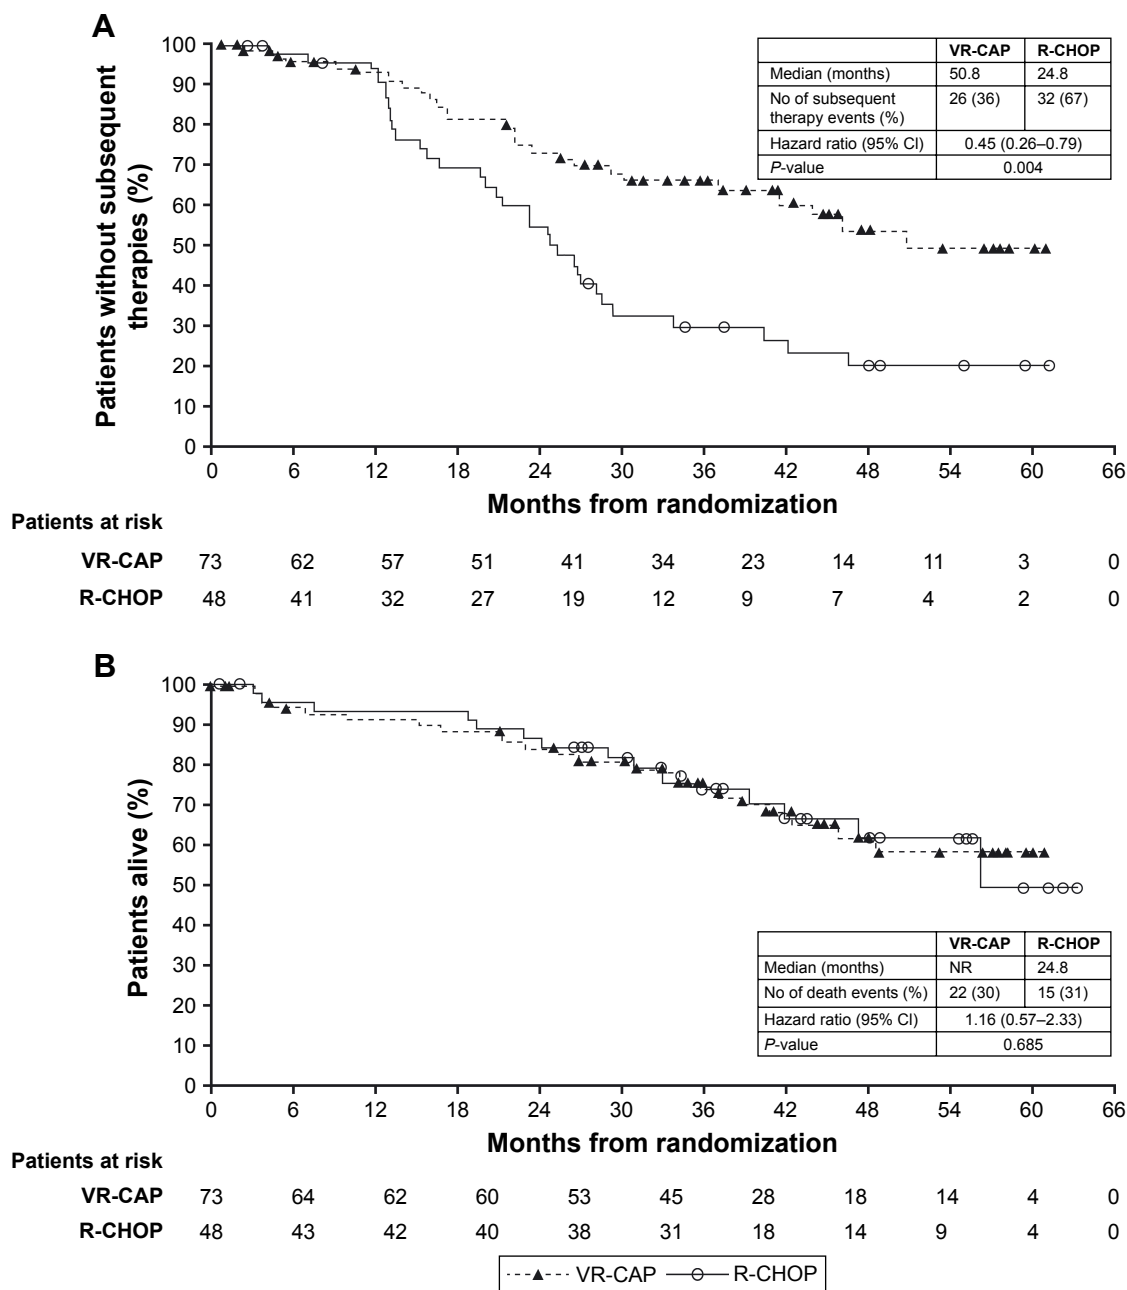 A
Patients without subsequent
therapies (%)
100
90
80
70
60
50
40
30
20
10
0
0 6 12 18 24 30 36 42 48 54 60 66
Months from randomization
VR-CAP R-CHOP
Median (months) 50.8 24.8
No of subsequent
therapy events (%) 26 (36) 32 (67)
Hazard ratio (95% CI) 0.45 (0.26–0.79)
P-value 0.004
Patients at risk
VR-CAP 73 62 57 51 41 34 23 14 11 3 0
R-CHOP 48 41 32 27 19 12 9 7 4 2 0
B
Patients alive (%)
100
90
80
70
60
50
40
30
20
10
0
0 6 12 18 24 30 36 42 48 54 60 66
Months from randomization
VR-CAP R-CHOP
Median (months) NR 24.8
No of death events (%) 22 (30) 15 (31)
Hazard ratio (95% CI) 1.16 (0.57–2.33)
P-value 0.685
Patients at risk
VR-CAP 73 64 62 60 53 45 28 18 14 4 0
R-CHOP 48 43 42 40 38 31 18 14 9 4 0
VR-CAP R-CHOP